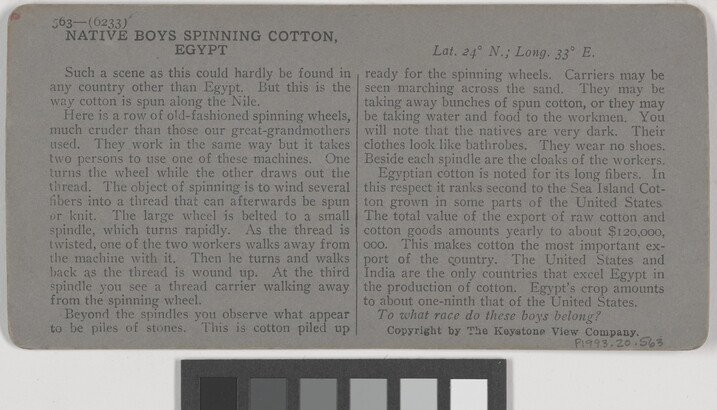 563—(6233)
NATIVE BOYS SPINNING COTTON,
EGYPT
Lat. 24° N.; Long. 33° E.
Such a scene as this could hardly be found in
any country other than Egypt. But this is the
way cotton is spun along the Nile.
Here is a row of old-fashioned spinning wheels,
much cruder than those our great-grandmothers
used. They work in the same way but it takes
two persons to use one of these machines. One
turns the wheel while the other draws out the
thread. The object of spinning is to wind several
fibers into a thread that can afterwards be spun
or knit. The large wheel is belted to a small
spindle, which turns rapidly. As the thread is
twisted, one of the two workers walks away from
the machine with it. Then he turns and walks
back as the thread is wound up. At the third
spindle you see a thread carrier walking away
from the spinning wheel.
Beyond the spindles you observe what appear
to be piles of stones. This is cotton piled up
ready for the spinning wheels. Carriers may be
seen marching across the sand. They may be
taking away bunches of spun cotton, or they may
be taking water and food to the workmen. You
will note that the natives are very dark. Their
clothes look like bathrobes. They wear no shoes.
Beside each spindle are the cloaks of the workers.
Egyptian cotton is noted for its long fibers. In
this respect it ranks second to the Sea Island Cot-
ton grown in some parts of the United States
The total value of the export of raw cotton and
cotton goods amounts yearly to about $120,000,
000. This makes cotton the most important ex-
port of the country. The United States and
India are the only countries that excel Egypt in
the production of cotton. Egypt's crop amounts
to about one-ninth that of the United States.
To what race do these boys belong?
Copyright by The Keystone View Company.
P.1993.20.563